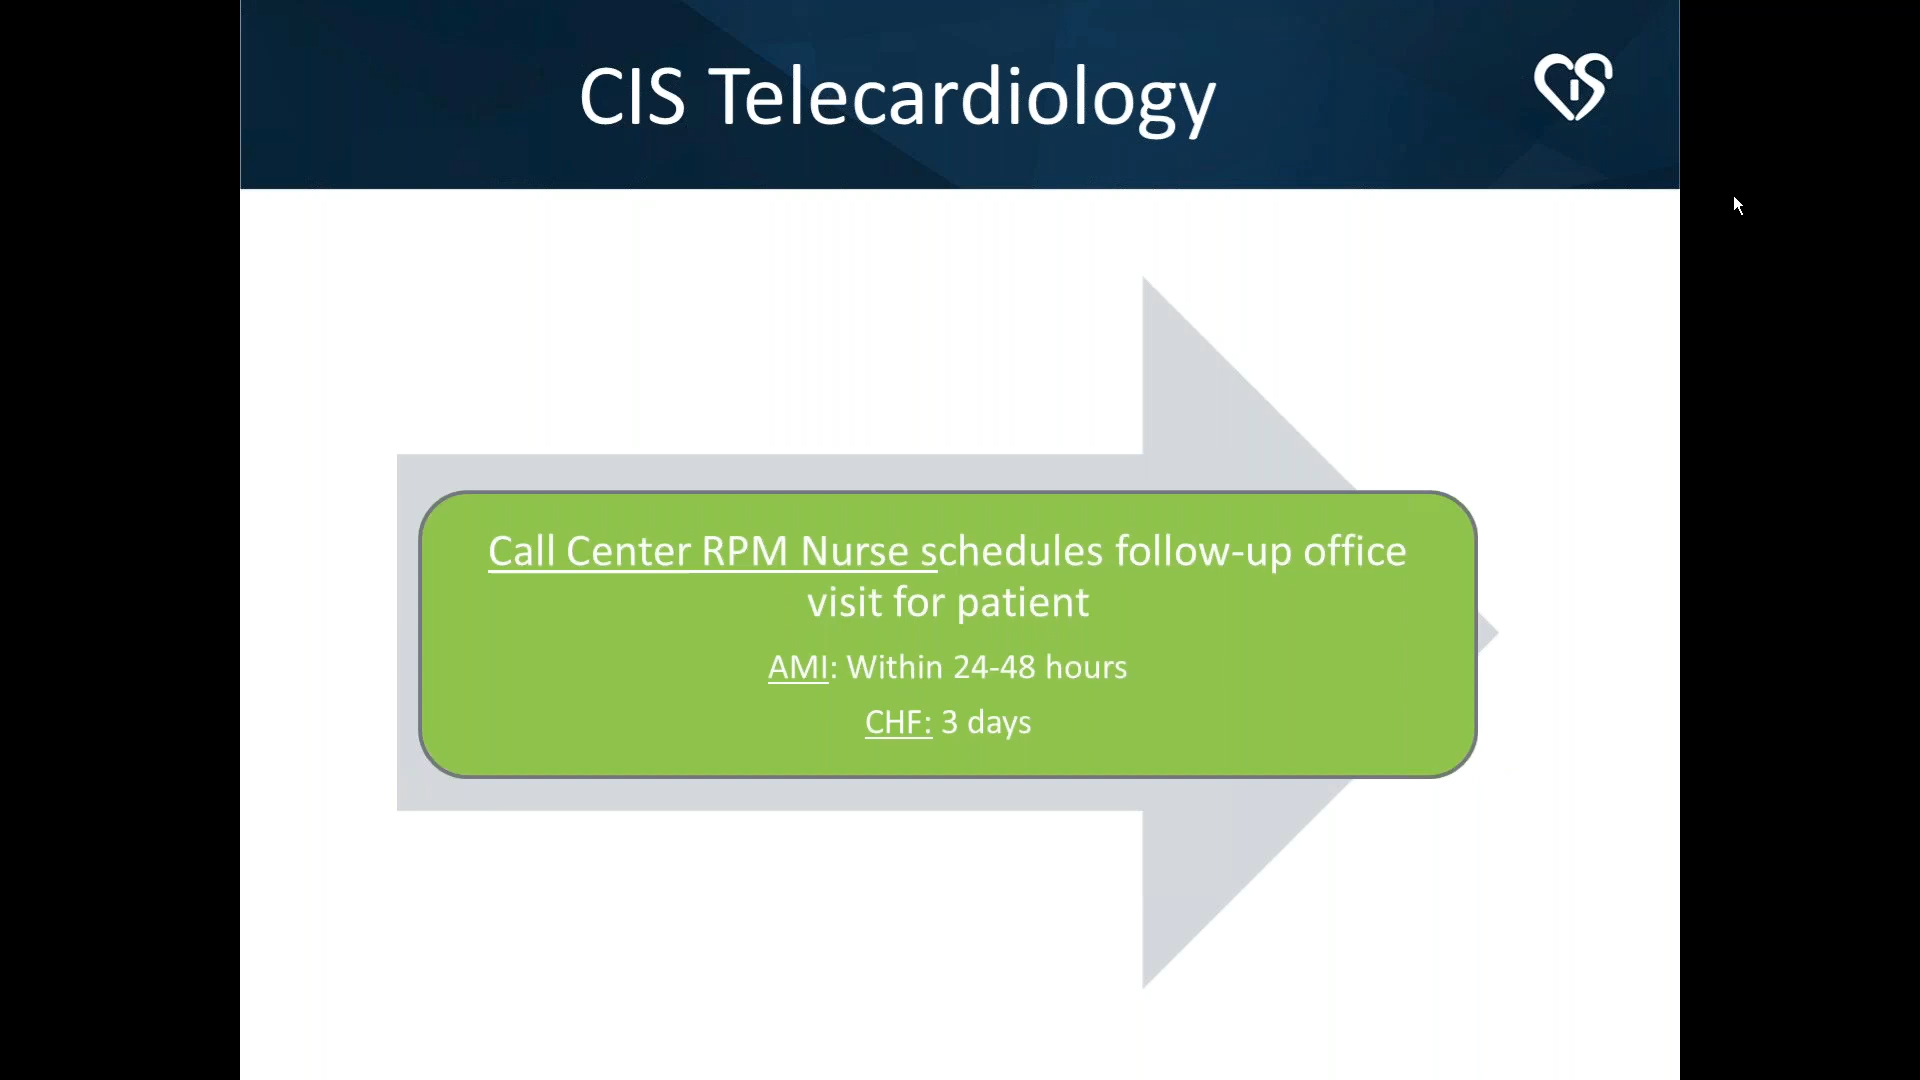 CIS Telecardiology
CIS
Call Center RPM Nurse schedules follow-up office
visit for patient
AMI: Within 24-48 hours
CHF: 3 days